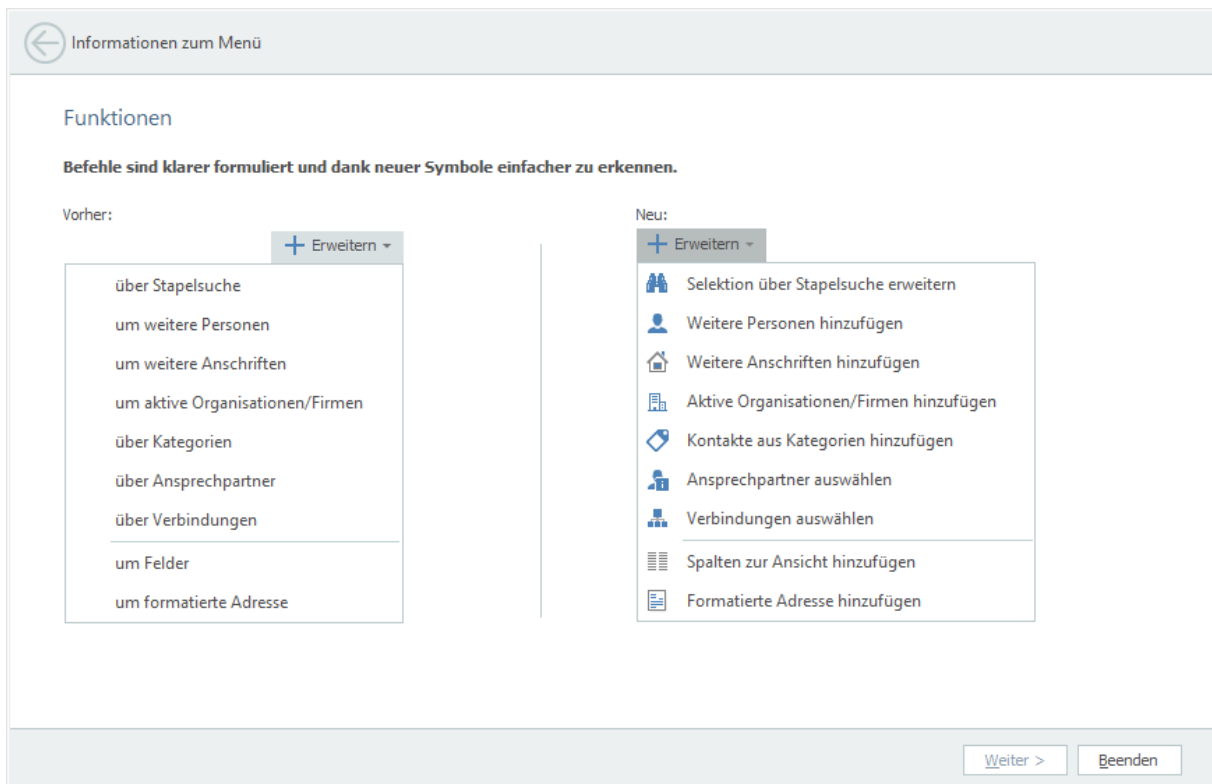 Informationen zum Menü
Funktionen
Befehle sind klarer formuliert und dank neuer Symbole einfacher zu erkennen.
Vorher:
Erweitern
über Stapelsuche
um weitere Personen
um weitere Anschriften
um aktive Organisationen/Firmen
über Kategorien
über Ansprechpartner
über Verbindungen
um Felder
um formatierte Adresse
Neu:
Erweitern
Selektion über Stapelsuche erweitern
Weitere Personen hinzufügen
Weitere Anschriften hinzufügen
Aktive Organisationen/Firmen hinzufügen
Kontakte aus Kategorien hinzufügen
Ansprechpartner auswählen
Verbindungen auswählen
Spalten zur Ansicht hinzufügen
Formatierte Adresse hinzufügen
Weiter >
Beenden